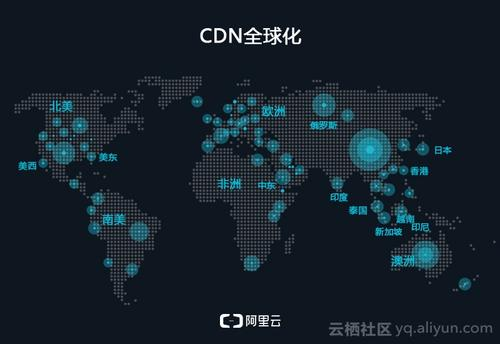 CDN全球化
北美
欧洲
俄罗斯
日本
美东
美西
香港
非洲
中东
印度
泰国
南美
越南
印尼
新加坡
澳洲
阿里云
云栖社区 yq.aliyun.com